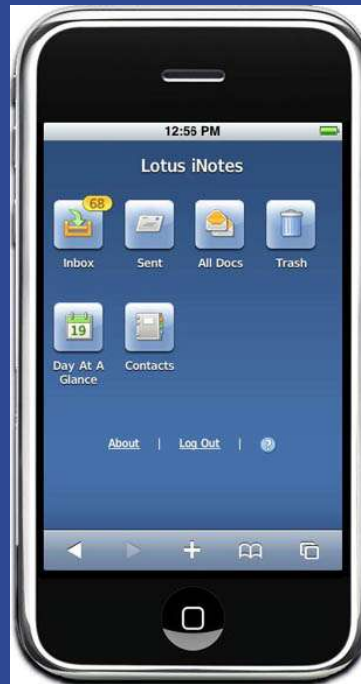 12:56 PM
Lotus iNotes
68
Inbox
Sent
All Docs
Trash
19
Day At A
Glance
Contacts
About | Log Out | ?